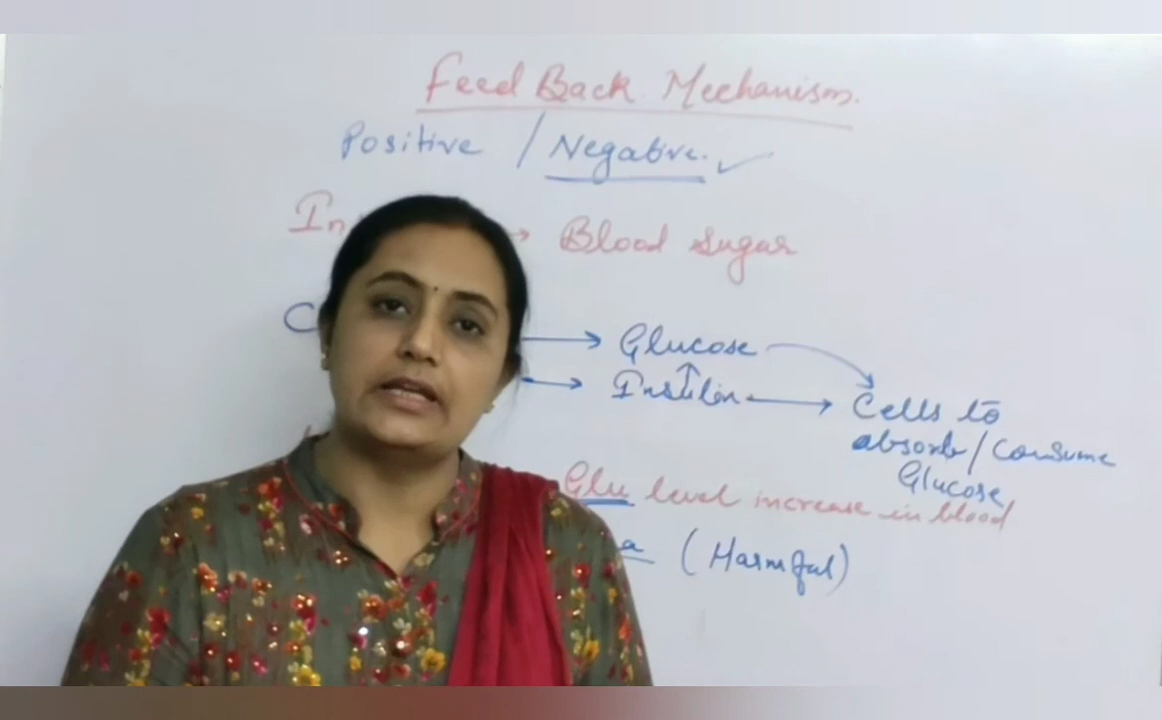 Feed Back Mechanism.
Positive / Negative. ✓
In → Blood sugar
C → Glucose
→ Insulin → Cells to
absorb/Consume
Glucose
Glu level increase in blood
a (Harmful)